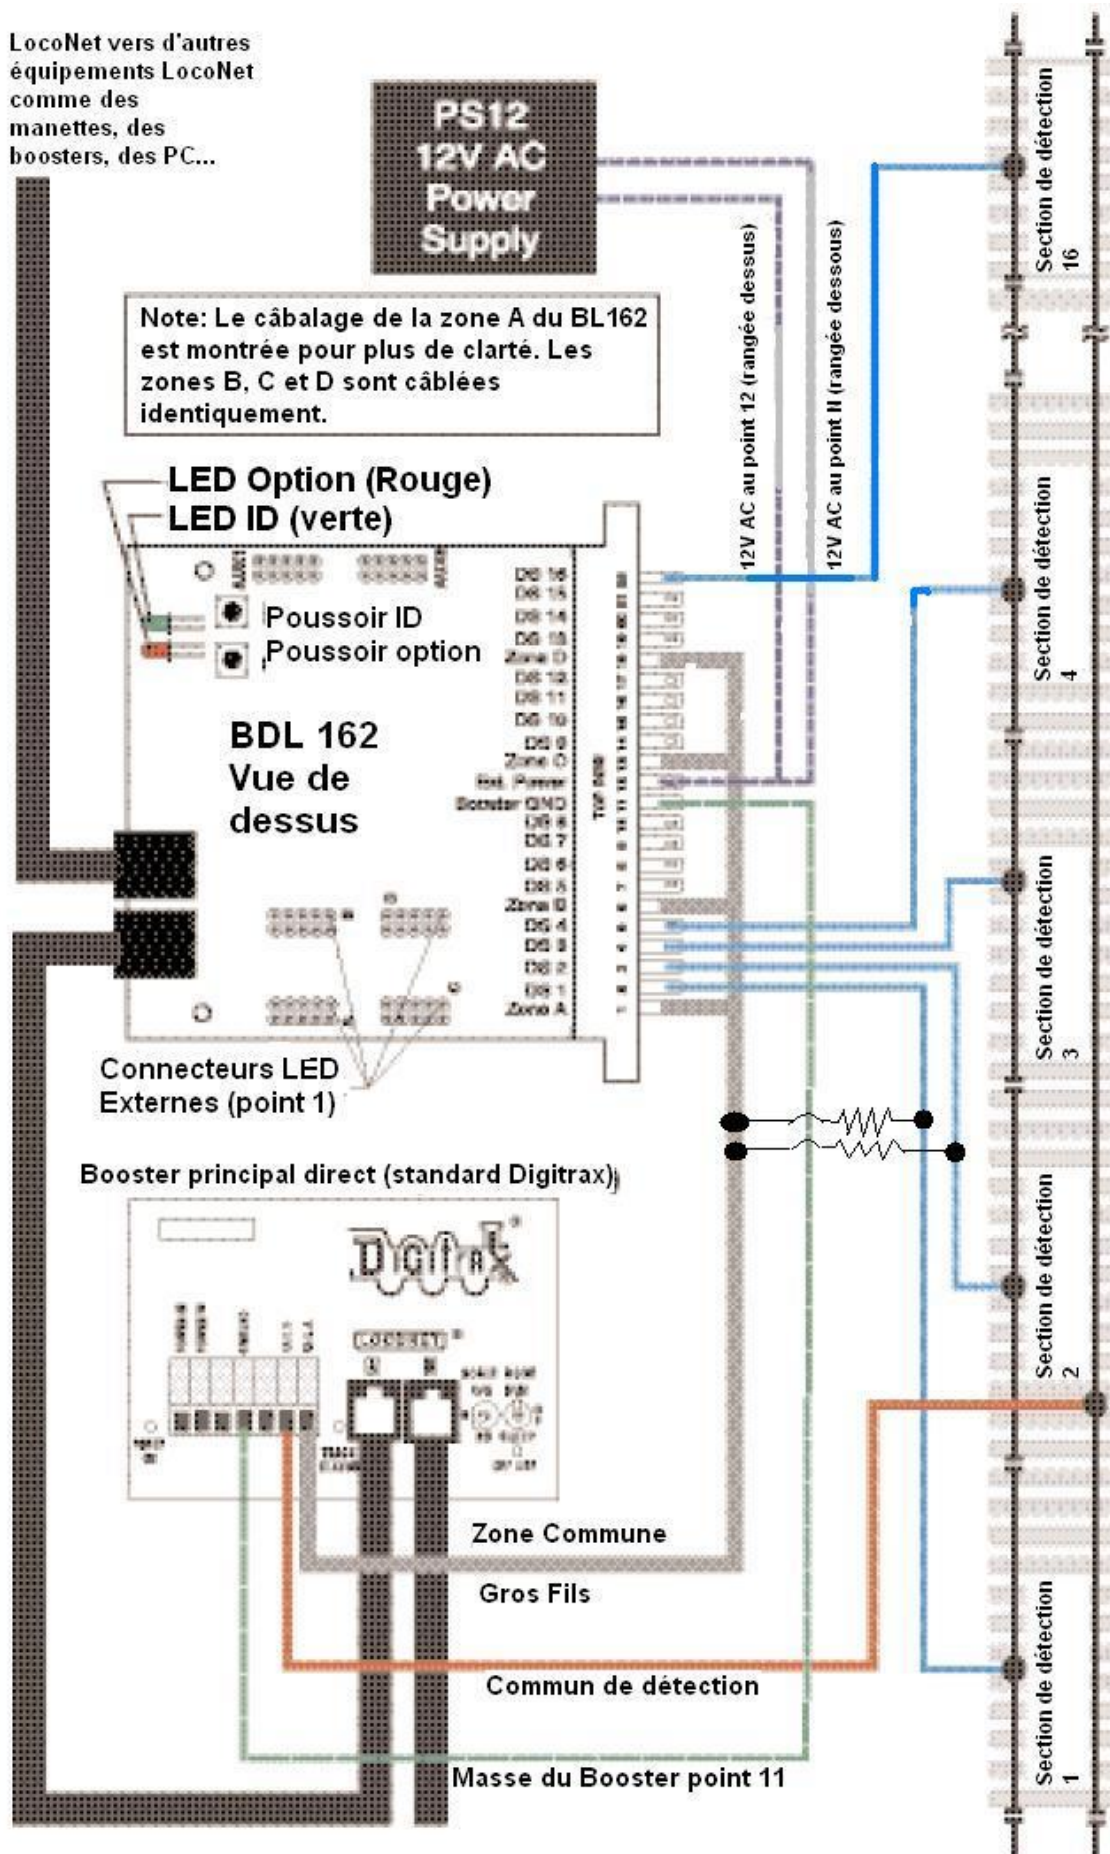 LocoNet vers d'autres
équipements LocoNet
comme des
manettes, des
boosters, des PC...
PS12
12V AC
Power
Supply
Note: Le câbalage de la zone A du BL162
est montrée pour plus de clarté. Les
zones B, C et D sont câblées
identiquement.
12V AC au point 12 (rangée dessus)
12V AC au point N (rangée dessous)
LED Option (Rouge)
LED ID (verte)
Poussoir ID
Poussoir option
BDL 162
Vue de
dessus
DS 16
DS 15
DS 14
DS 13
Zone D
DS 12
DS 11
DS 10
DS 9
Ext. Power
Booster GND
DS 8
DS 7
DS 6
DS 5
Zone B
DS 4
DS 3
DS 2
DS 1
Zone A
Connecteurs LED
Externes (point 1)
Booster principal direct (standard Digitrax)
Digitrax
LOCONET
Zone Commune
Gros Fils
Commun de détection
Masse du Booster point 11
Section de détection
16
Section de détection
4
Section de détection
3
Section de détection
2
Section de détection
1